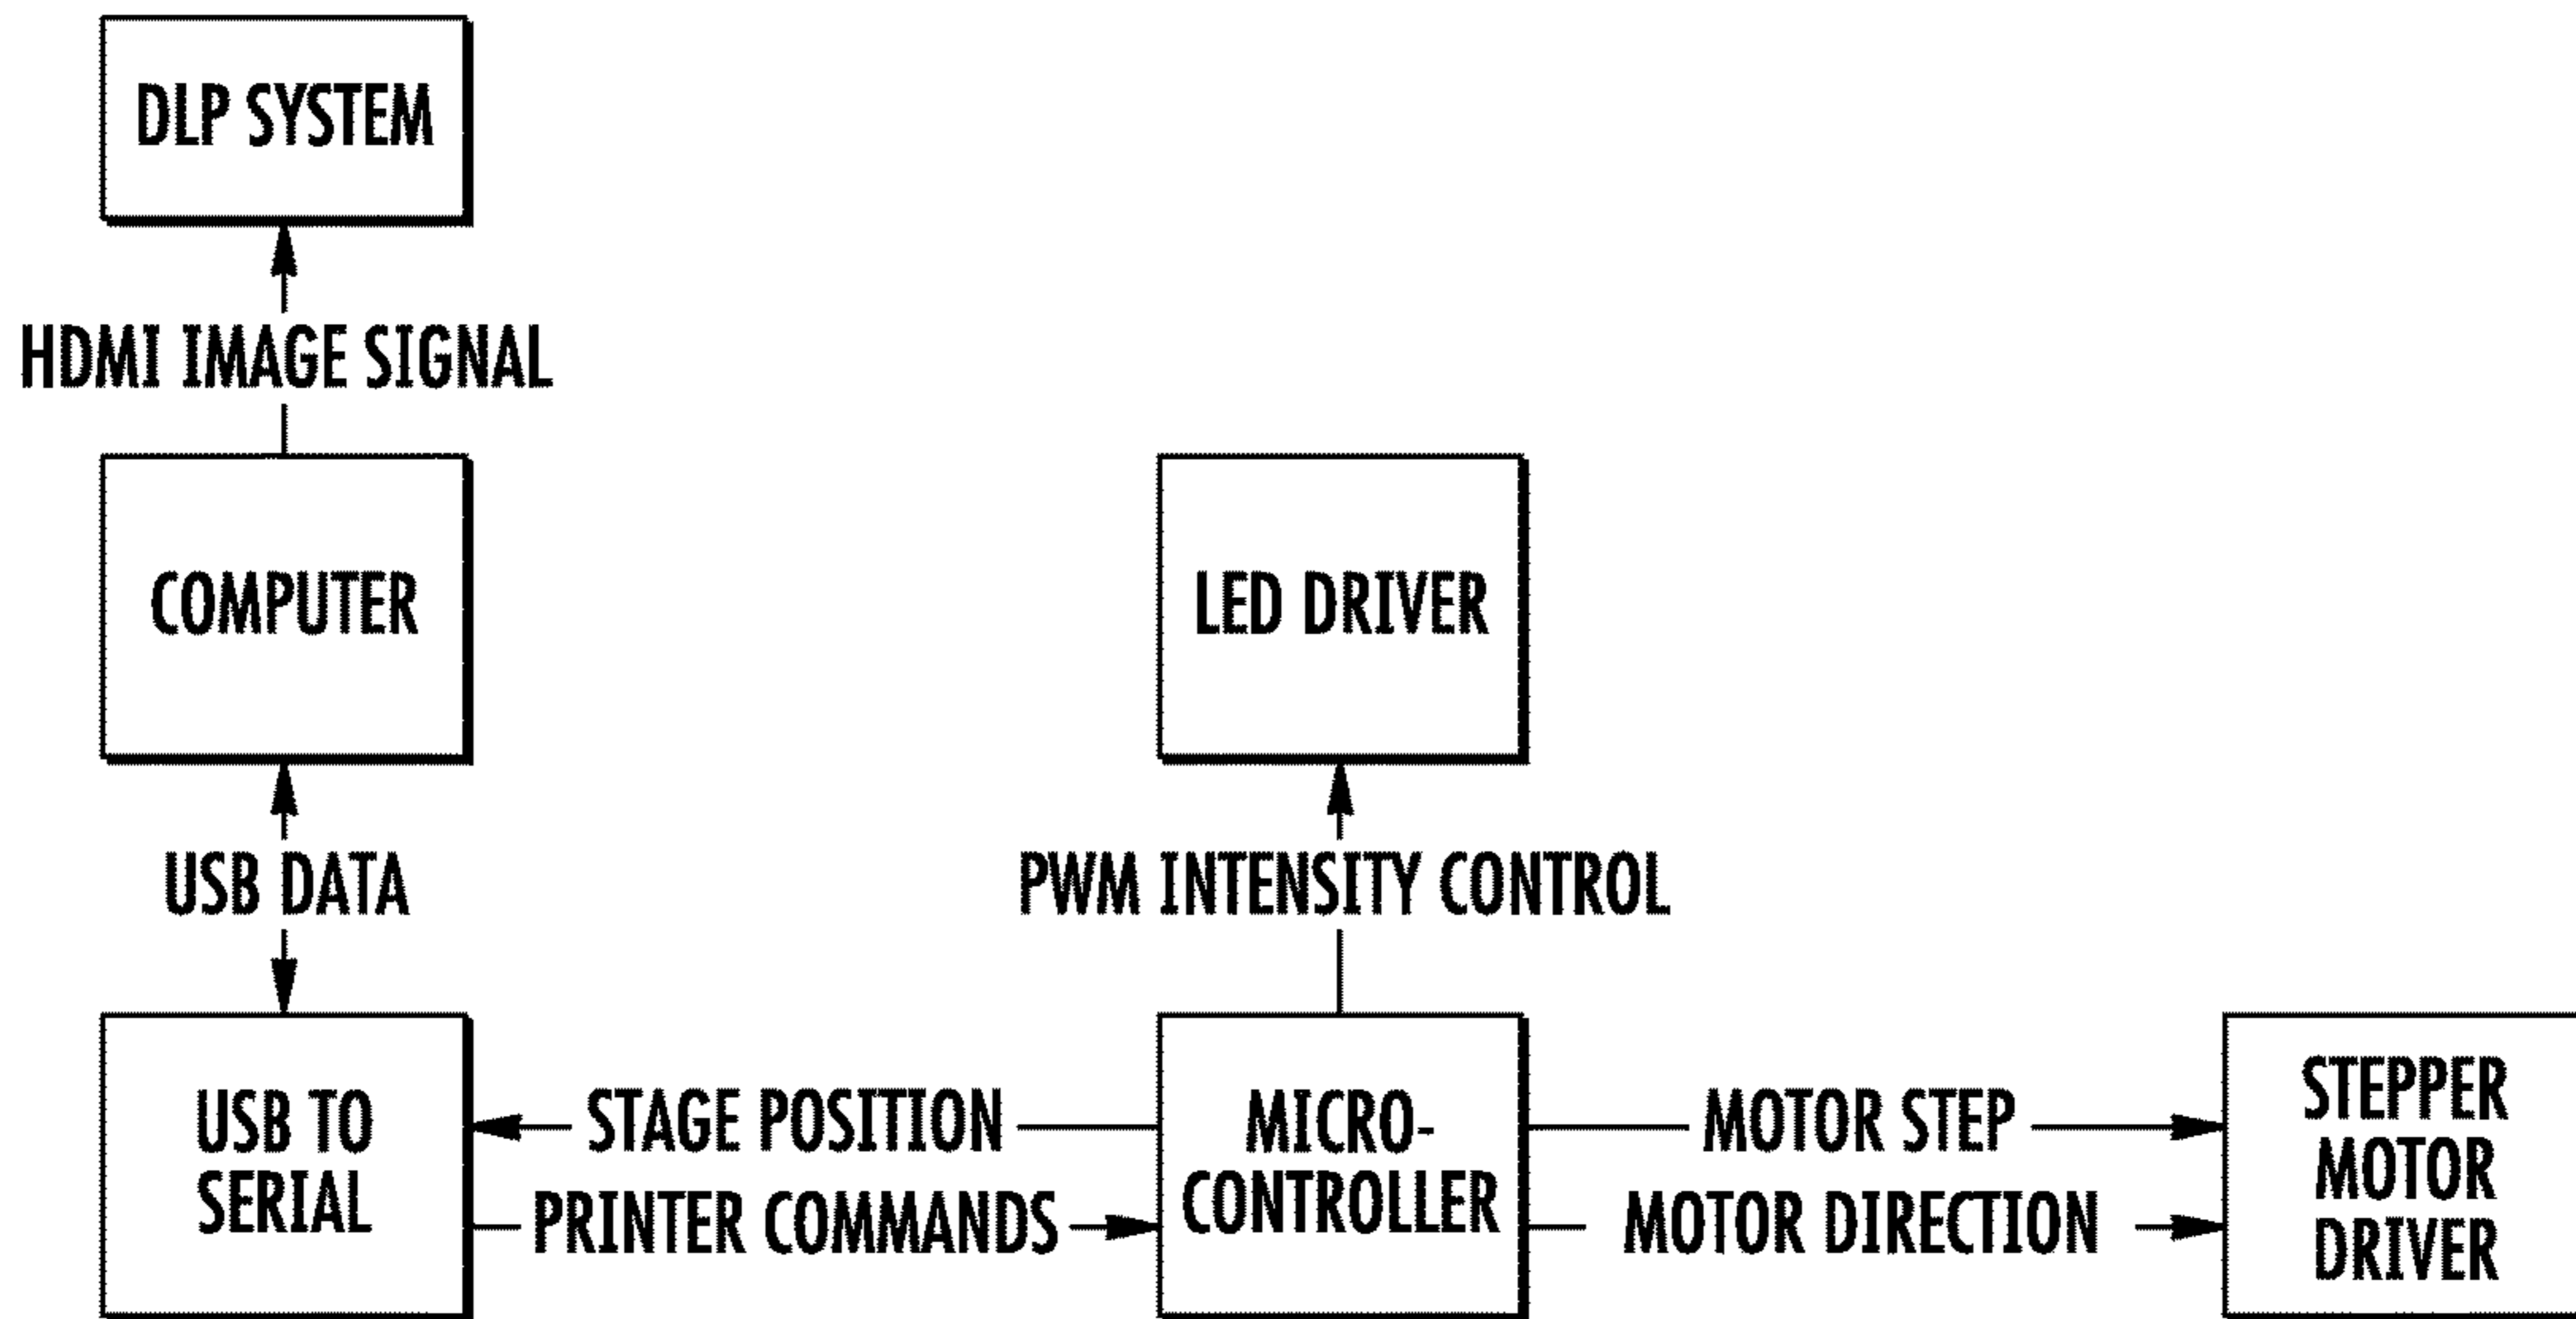 DLP SYSTEM
HDMI IMAGE SIGNAL
COMPUTER
LED DRIVER
USB DATA
PWM INTENSITY CONTROL
USB TO
SERIAL
STAGE POSITION
PRINTER COMMANDS
MICRO-
CONTROLLER
MOTOR STEP
MOTOR DIRECTION
STEPPER
MOTOR
DRIVER